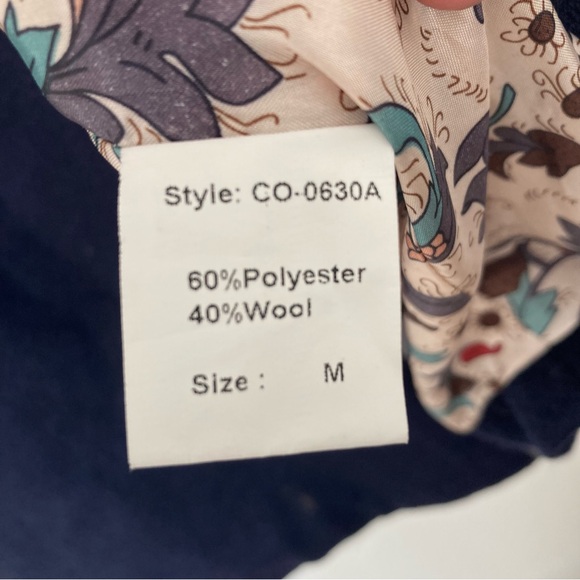 Style: CO-0630A
60%Polyester
40%Wool
Size : M